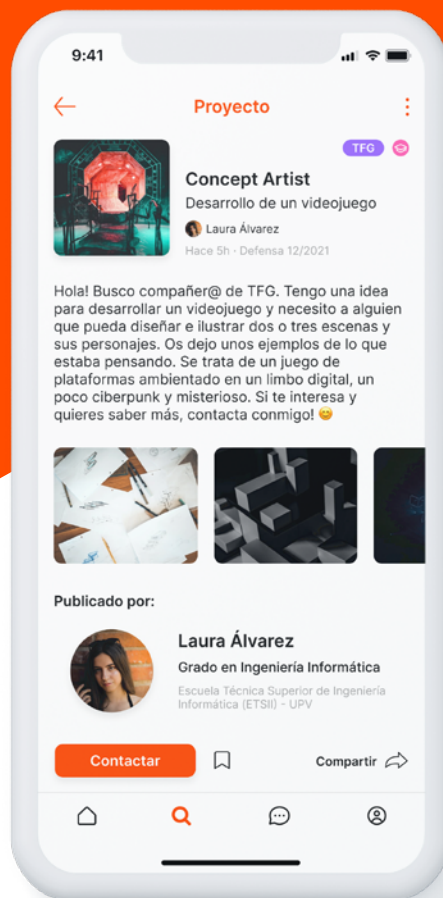 9:41
Proyecto
TFG
Concept Artist
Desarrollo de un videojuego
Laura Álvarez
Hace 5h · Defensa 12/2021
Hola! Busco compañer@ de TFG. Tengo una idea
para desarrollar un videojuego y necesito a alguien
que pueda diseñar e ilustrar dos o tres escenas y
sus personajes. Os dejo unos ejemplos de lo que
estaba pensando. Se trata de un juego de
plataformas ambientado en un limbo digital, un
poco ciberpunk y misterioso. Si te interesa y
quieres saber más, contacta conmigo! 😊
Publicado por:
Laura Álvarez
Grado en Ingeniería Informática
Escuela Técnica Superior de Ingeniería
Informática (ETSII) - UPV
Contactar
Compartir